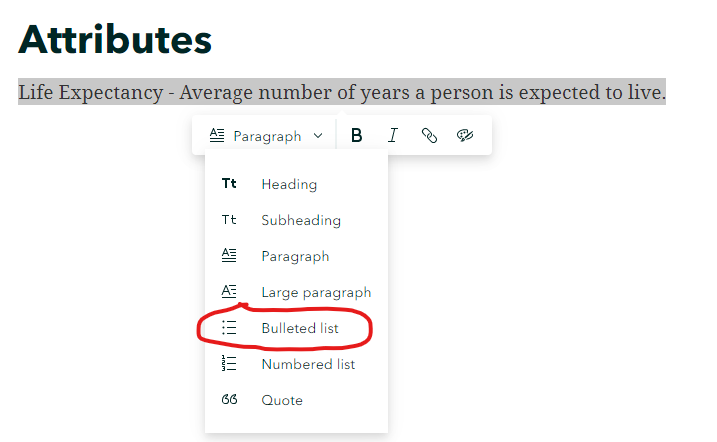 Attributes
Life Expectancy - Average number of years a person is expected to live.
Paragraph B I
Tt Heading
Tt Subheading
Paragraph
Large paragraph
Bulleted list
Numbered list
Quote